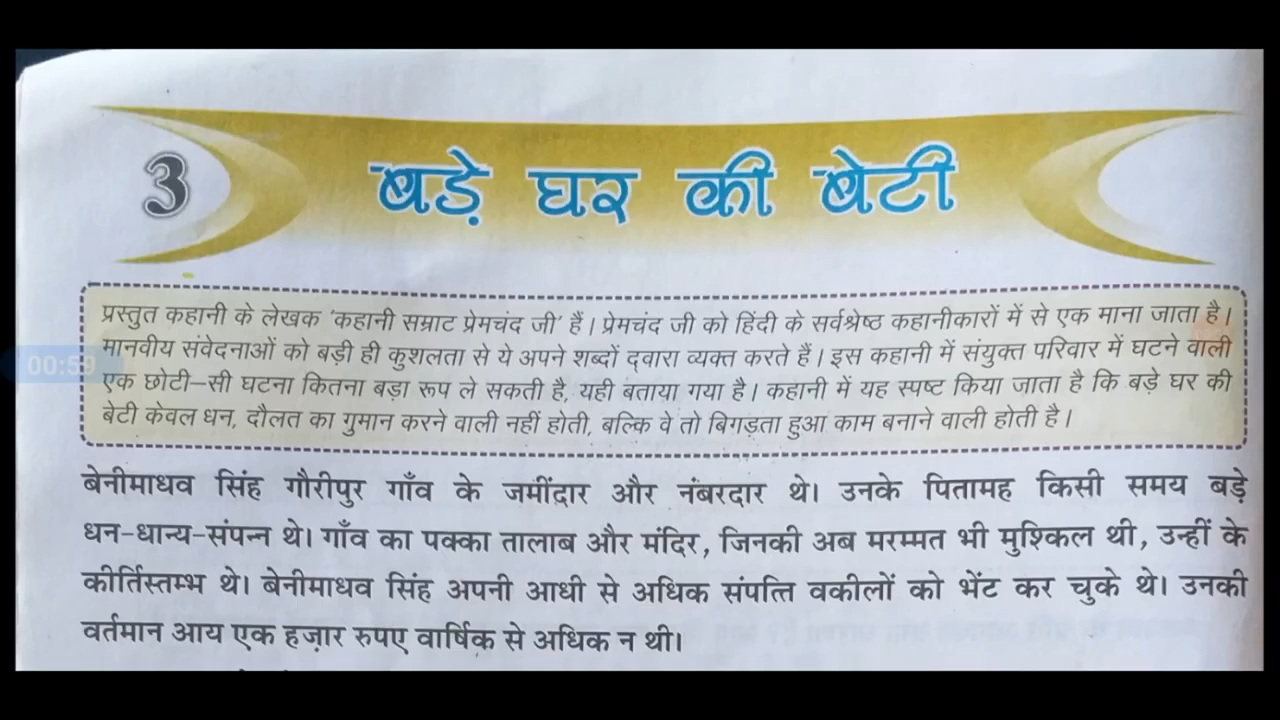 3
बड़े घर की बेटी
प्रस्तुत कहानी के लेखक 'कहानी सम्राट प्रेमचंद जी' हैं। प्रेमचंद जी को हिंदी के सर्वश्रेष्ठ कहानीकारों में से एक माना जाता है।
मानवीय संवेदनाओं को बड़ी ही कुशलता से ये अपने शब्दों द्वारा व्यक्त करते हैं। इस कहानी में संयुक्त परिवार में घटने वाली
00:59
एक छोटी-सी घटना कितना बड़ा रूप ले सकती है, यही बताया गया है। कहानी में यह स्पष्ट किया जाता है कि बड़े घर की
बेटी केवल धन, दौलत का गुमान करने वाली नहीं होती, बल्कि वे तो बिगड़ता हुआ काम बनाने वाली होती है।
बेनीमाधव सिंह गौरीपुर गाँव के जमींदार और नंबरदार थे। उनके पितामह किसी समय बड़े
धन-धान्य-संपन्न थे। गाँव का पक्का तालाब और मंदिर, जिनकी अब मरम्मत भी मुश्किल थी, उन्हीं के
कीर्तिस्तम्भ थे। बेनीमाधव सिंह अपनी आधी से अधिक संपत्ति वकीलों को भेंट कर चुके थे। उनकी
वर्तमान आय एक हज़ार रुपए वार्षिक से अधिक न थी।